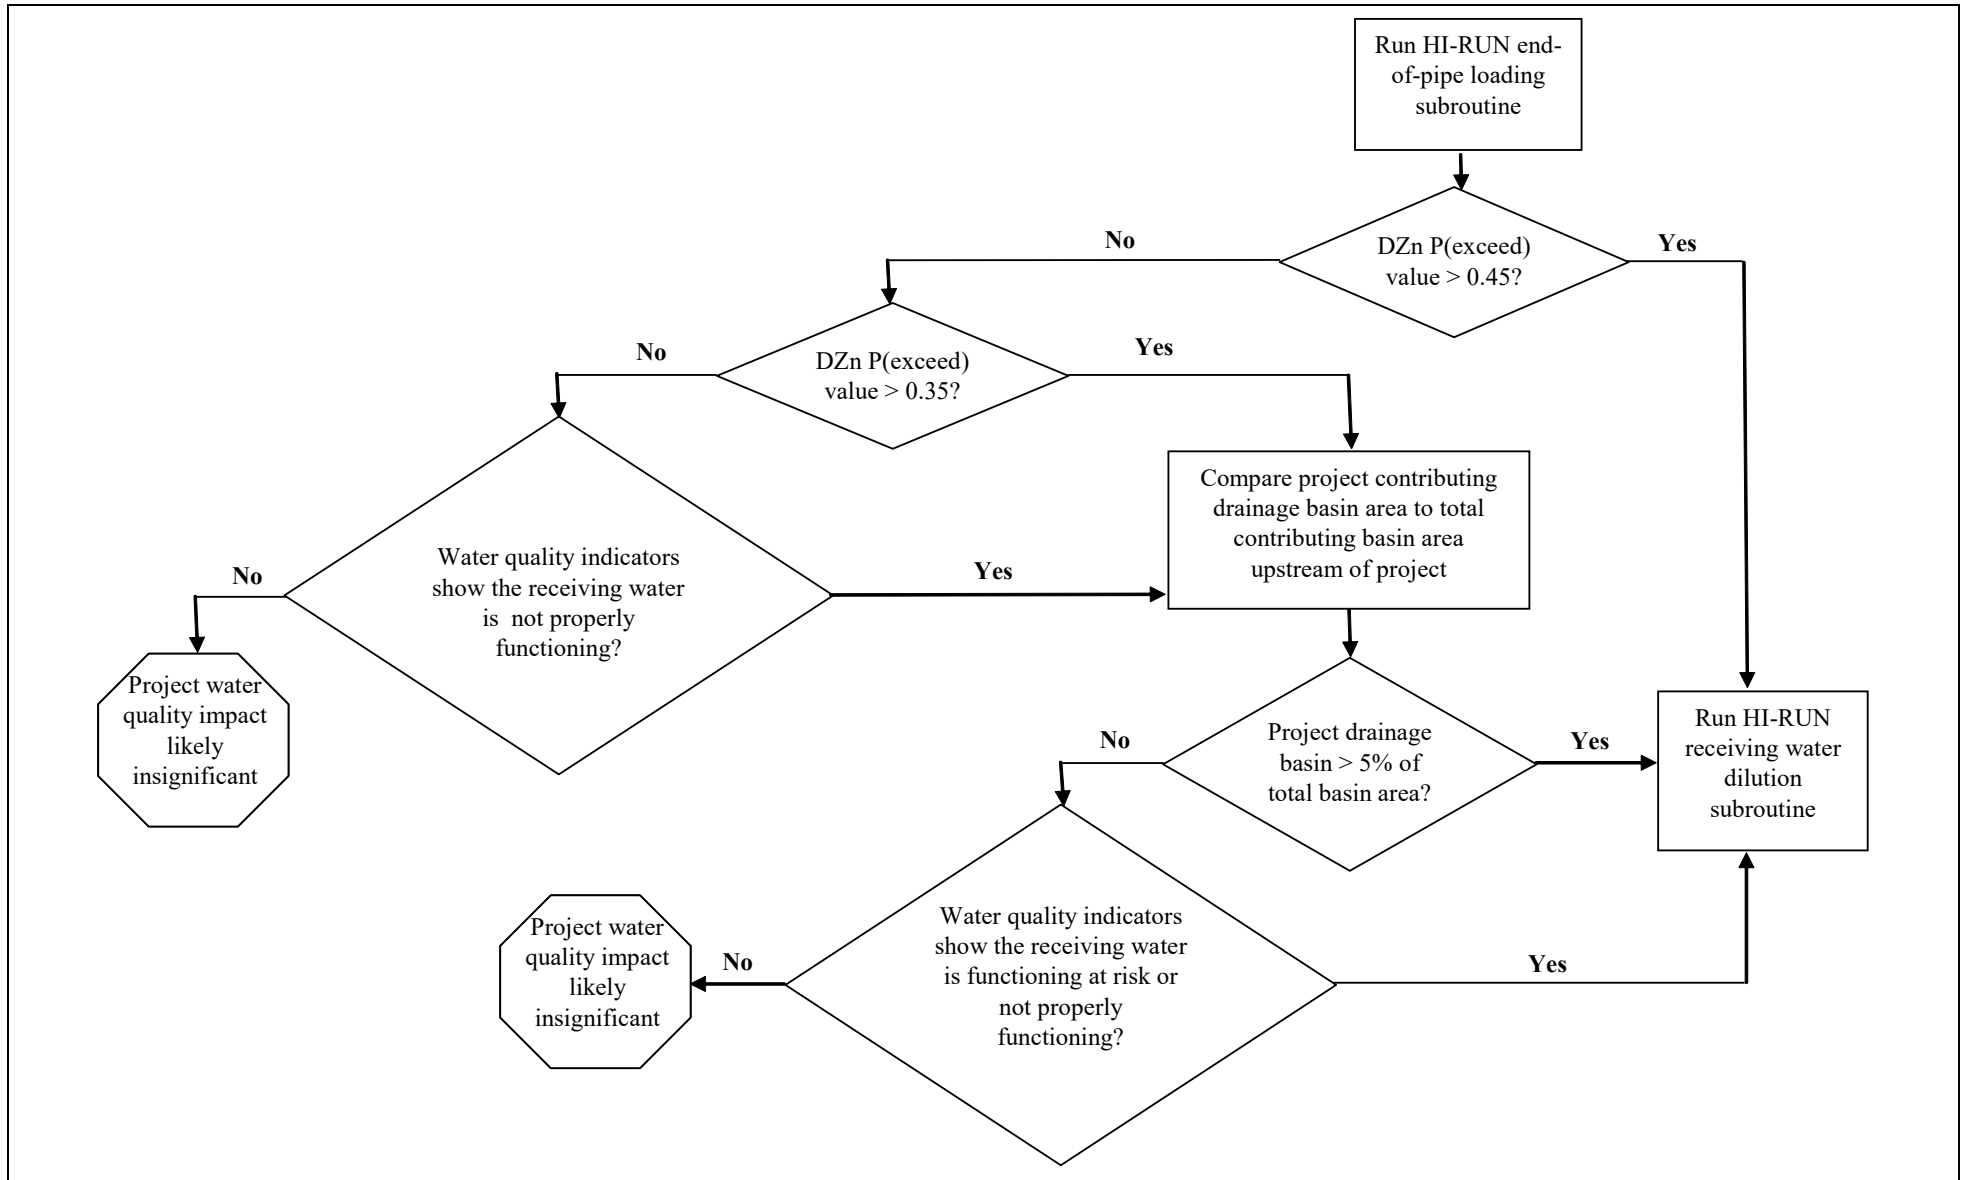 Run HI-RUN end-
of-pipe loading
subroutine
No
DZn P(exceed)
value > 0.45?
Yes
No
DZn P(exceed)
value > 0.35?
Yes
Compare project contributing
drainage basin area to total
contributing basin area
upstream of project
No
Water quality indicators
show the receiving water
is  not properly
functioning?
Yes
Project water
quality impact
likely
insignificant
No
Project drainage
basin > 5% of
total basin area?
Yes
Run HI-RUN
receiving water
dilution
subroutine
Project water
quality impact
likely
insignificant
No
Water quality indicators
show the receiving water
is functioning at risk or
not properly
functioning?
Yes